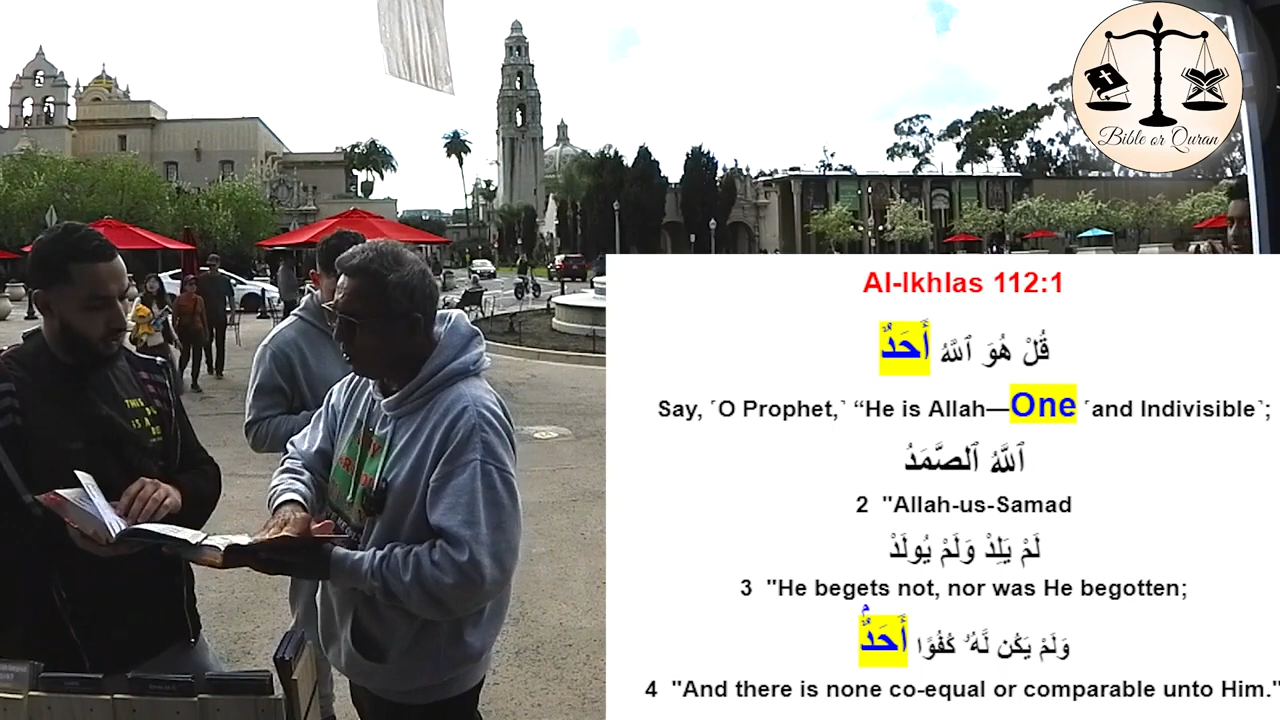 Bible or Quran
Al-Ikhlas 112:1
قُلْ هُوَ ٱللَّهُ أَحَدٌ
Say, ˹O Prophet,˺ “He is Allah—One ˹and Indivisible˺;
ٱللَّهُ ٱلصَّمَدُ
2 "Allah-us-Samad
لَمْ يَلِدْ وَلَمْ يُولَدْ
3 "He begets not, nor was He begotten;
وَلَمْ يَكُن لَّهُۥ كُفُوًا أَحَدٌۢ
4 "And there is none co-equal or comparable unto Him."
THIS
IS A